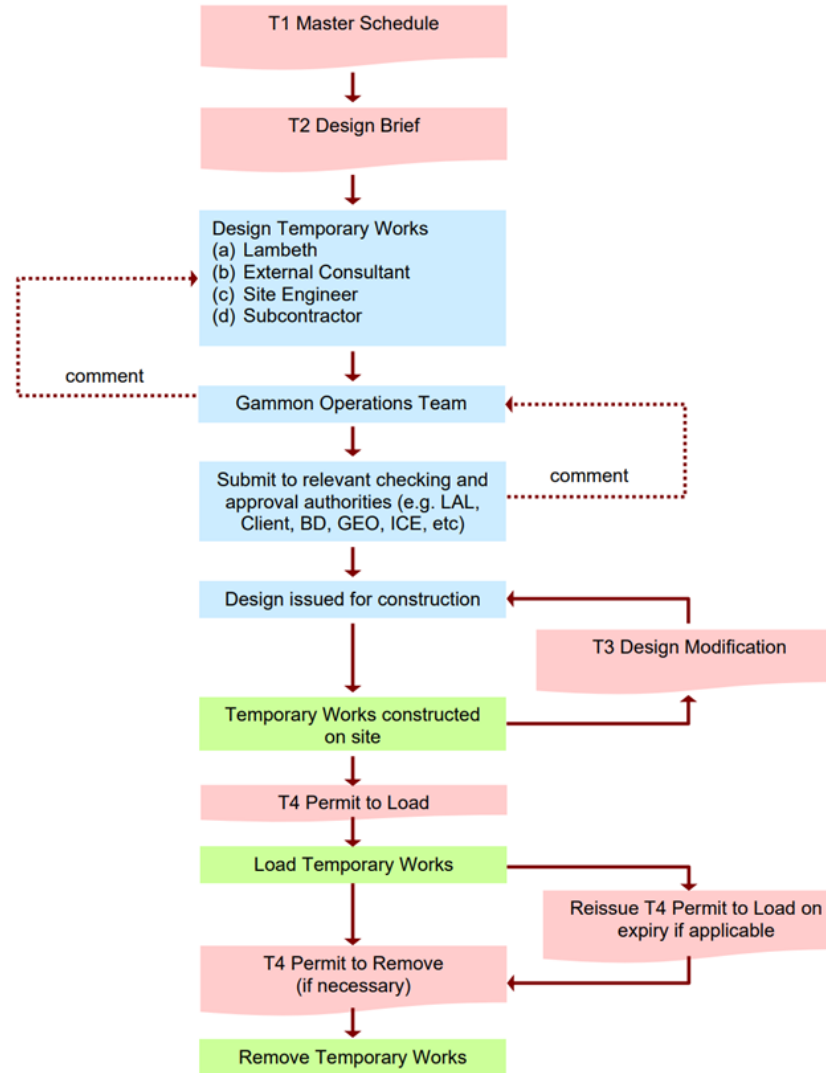 T1 Master Schedule
T2 Design Brief
Design Temporary Works
(a) Lambeth
(b) External Consultant
(c) Site Engineer
(d) Subcontractor
comment
Gammon Operations Team
Submit to relevant checking and
approval authorities (e.g. LAL,
Client, BD, GEO, ICE, etc)
comment
Design issued for construction
T3 Design Modification
Temporary Works constructed
on site
T4 Permit to Load
Load Temporary Works
Reissue T4 Permit to Load on
expiry if applicable
T4 Permit to Remove
(if necessary)
Remove Temporary Works